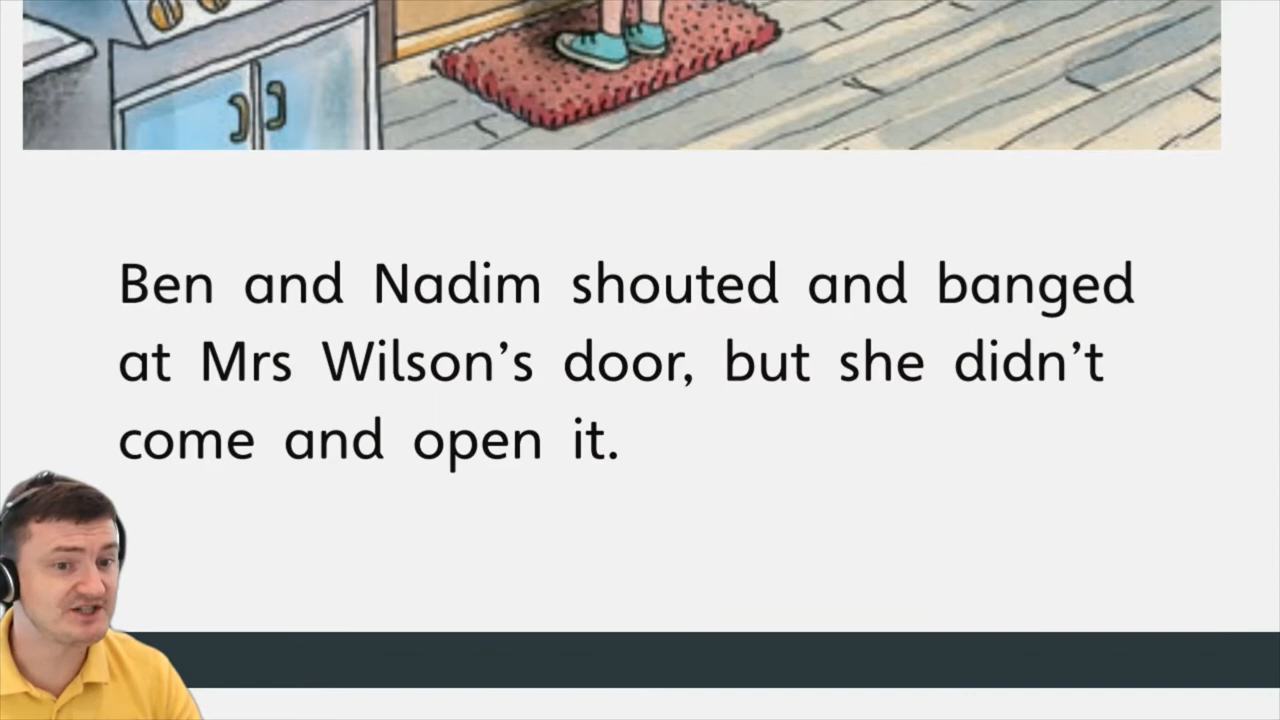 Ben and Nadim shouted and banged
at Mrs Wilson’s door, but she didn’t
come and open it.